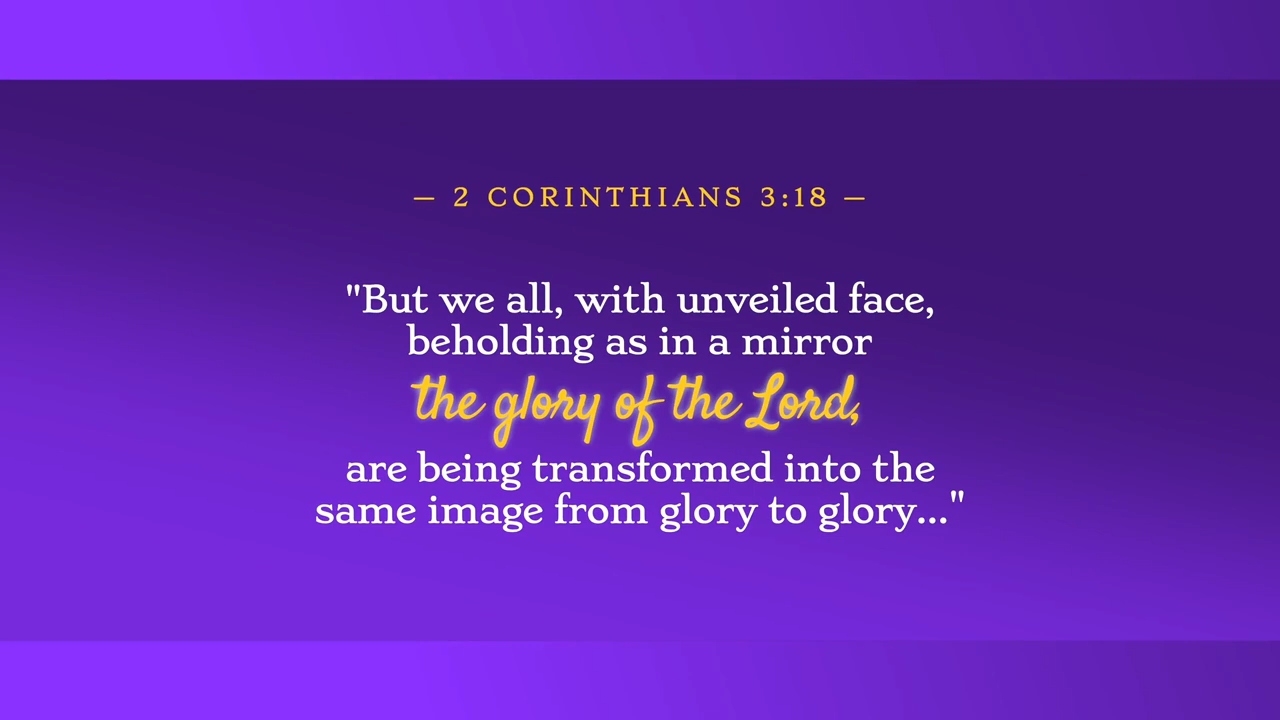 — 2 CORINTHIANS 3:18 —
"But we all, with unveiled face,
beholding as in a mirror
the glory of the Lord,
are being transformed into the
same image from glory to glory..."